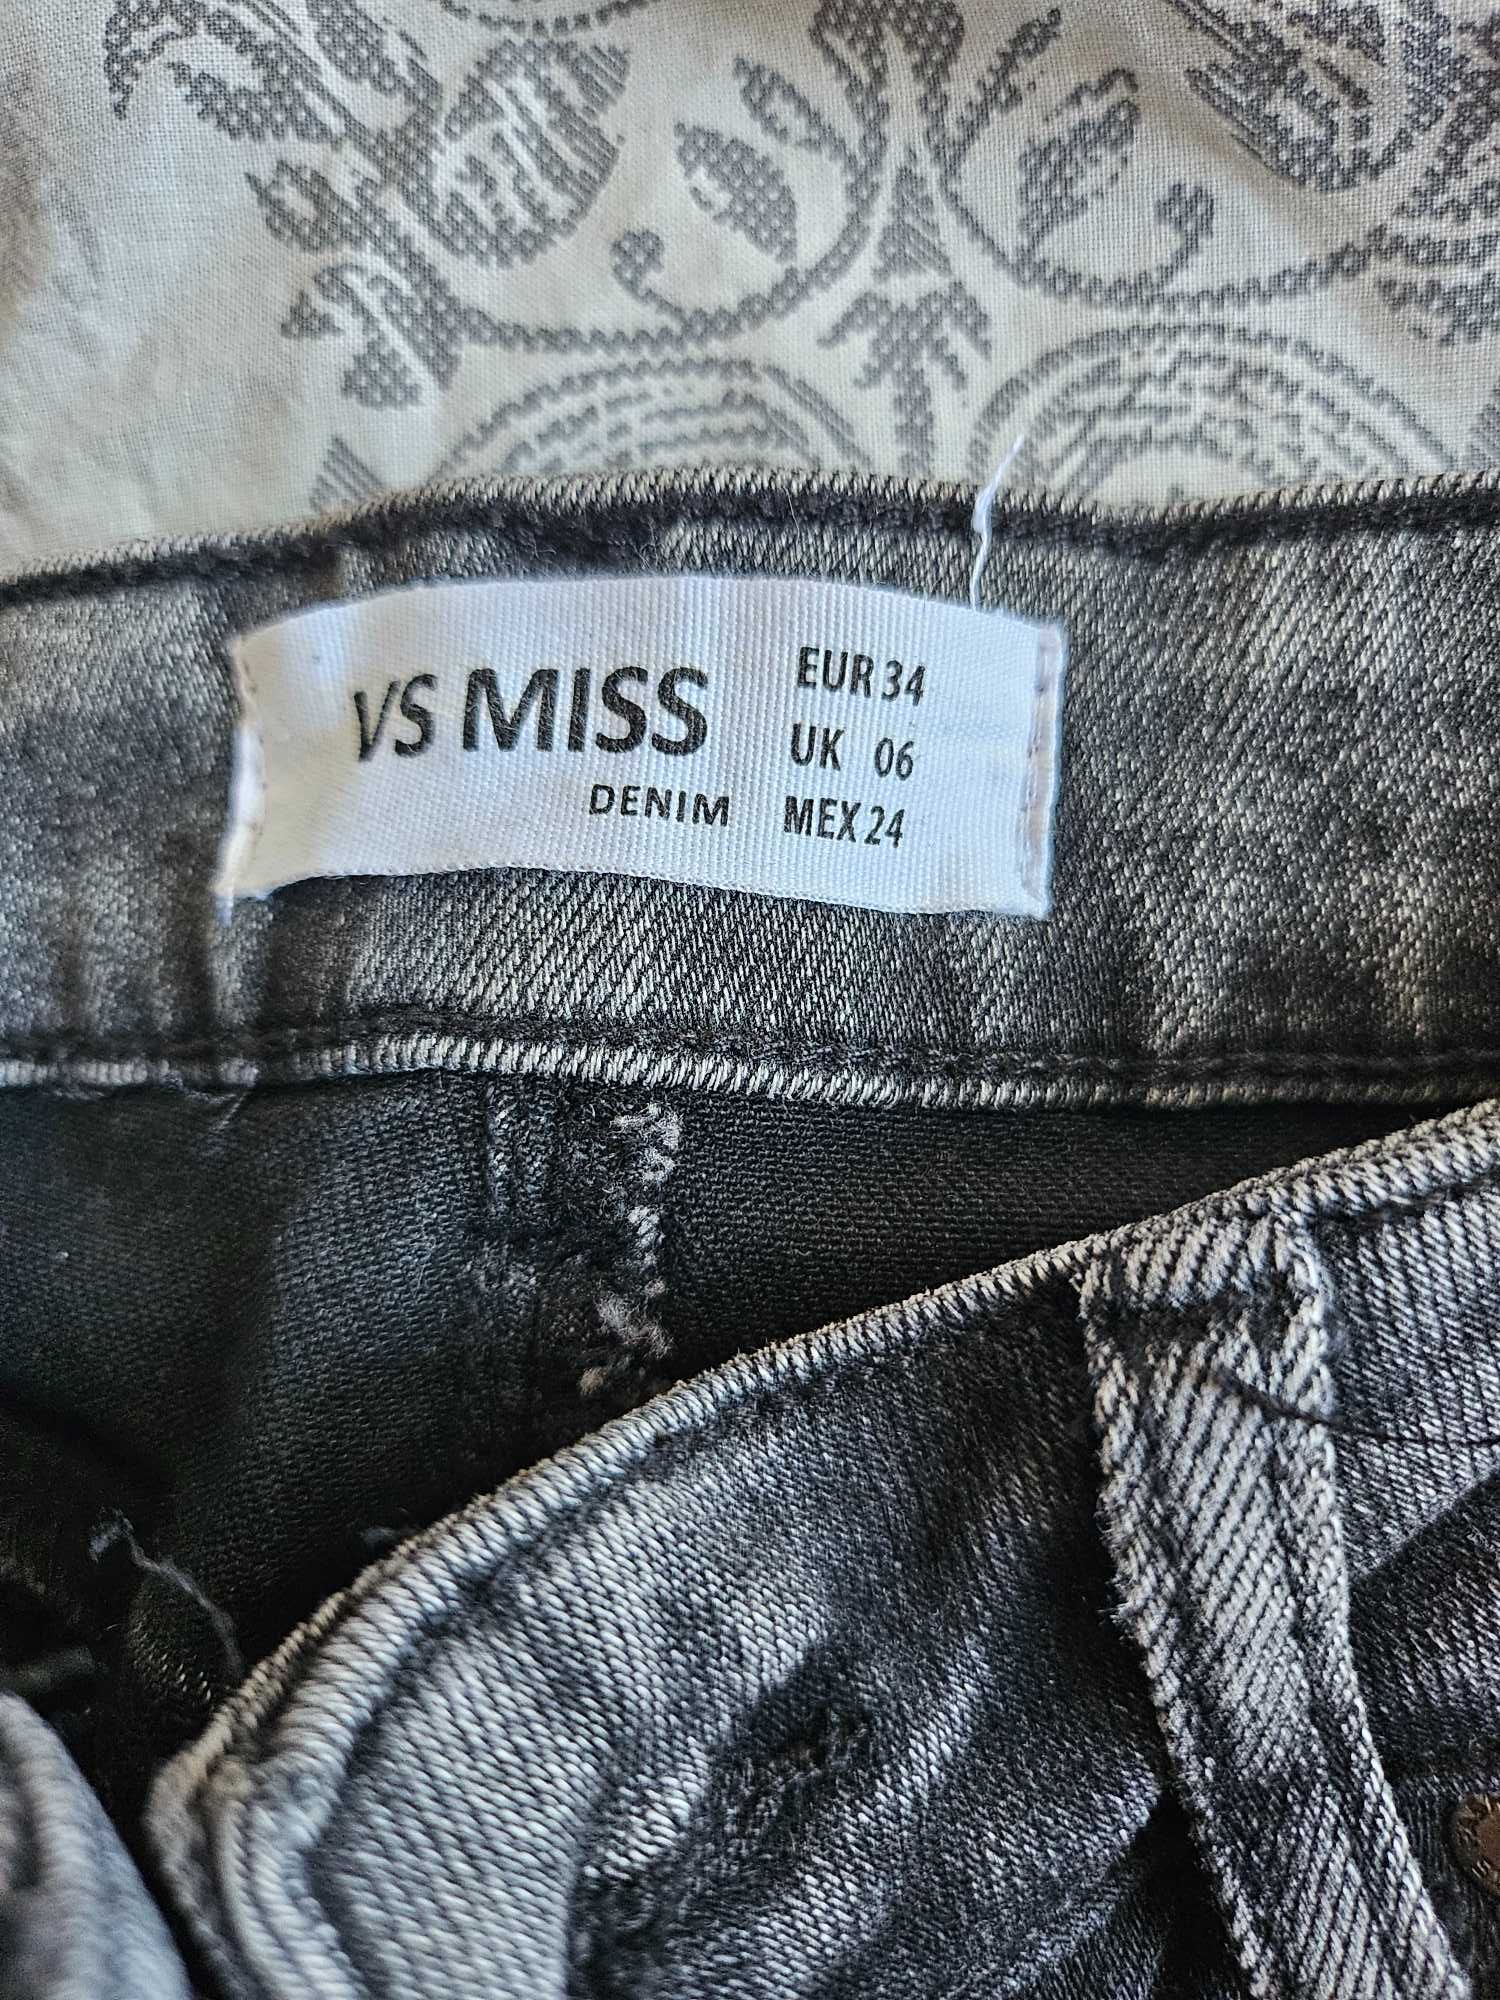 VS MISS
DENIM
EUR 34
UK 06
MEX 24